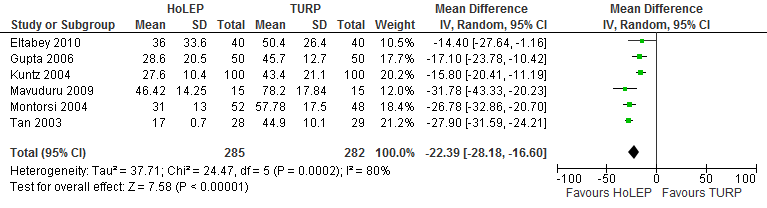 HoLEP TURP Mean Difference Mean Difference
Study or Subgroup Mean SD Total Mean SD Total Weight IV, Random, 95% CI IV, Random, 95% CI
Eltabey 2010 36 33.6 40 50.4 26.4 40 10.5% -14.40 (-27.64, -1.16)
Gupta 2006 28.6 20.5 50 45.7 12.7 50 17.5% -17.10 (-23.78, -10.42)
Kuntz 2004 27.6 10.4 100 43.4 21.1 100 20.2% -15.80 (-20.41, -11.19)
Mavuduru 2009 46.42 14.25 15 78.2 17.84 15 12.1% -31.78 (-43.33, -20.23)
Montorsi 2004 31 13 52 57.78 17.5 48 18.4% -26.78 (-32.86, -20.70)
Tan 2003 17 0.7 28 44.9 10.1 29 21.2% -27.90 (-31.59, -24.21)
Total (95% CI) 285 282 100.0% -22.39 (-28.18, -16.60)
Heterogeneity: Tau² = 37.71; Chi² = 24.47, df = 5 (P = 0.0002); I² = 80%
Test for overall effect: Z = 7.58 (P < 0.00001)
-100 -50 0 50 100
Favours HoLEP Favours TURP